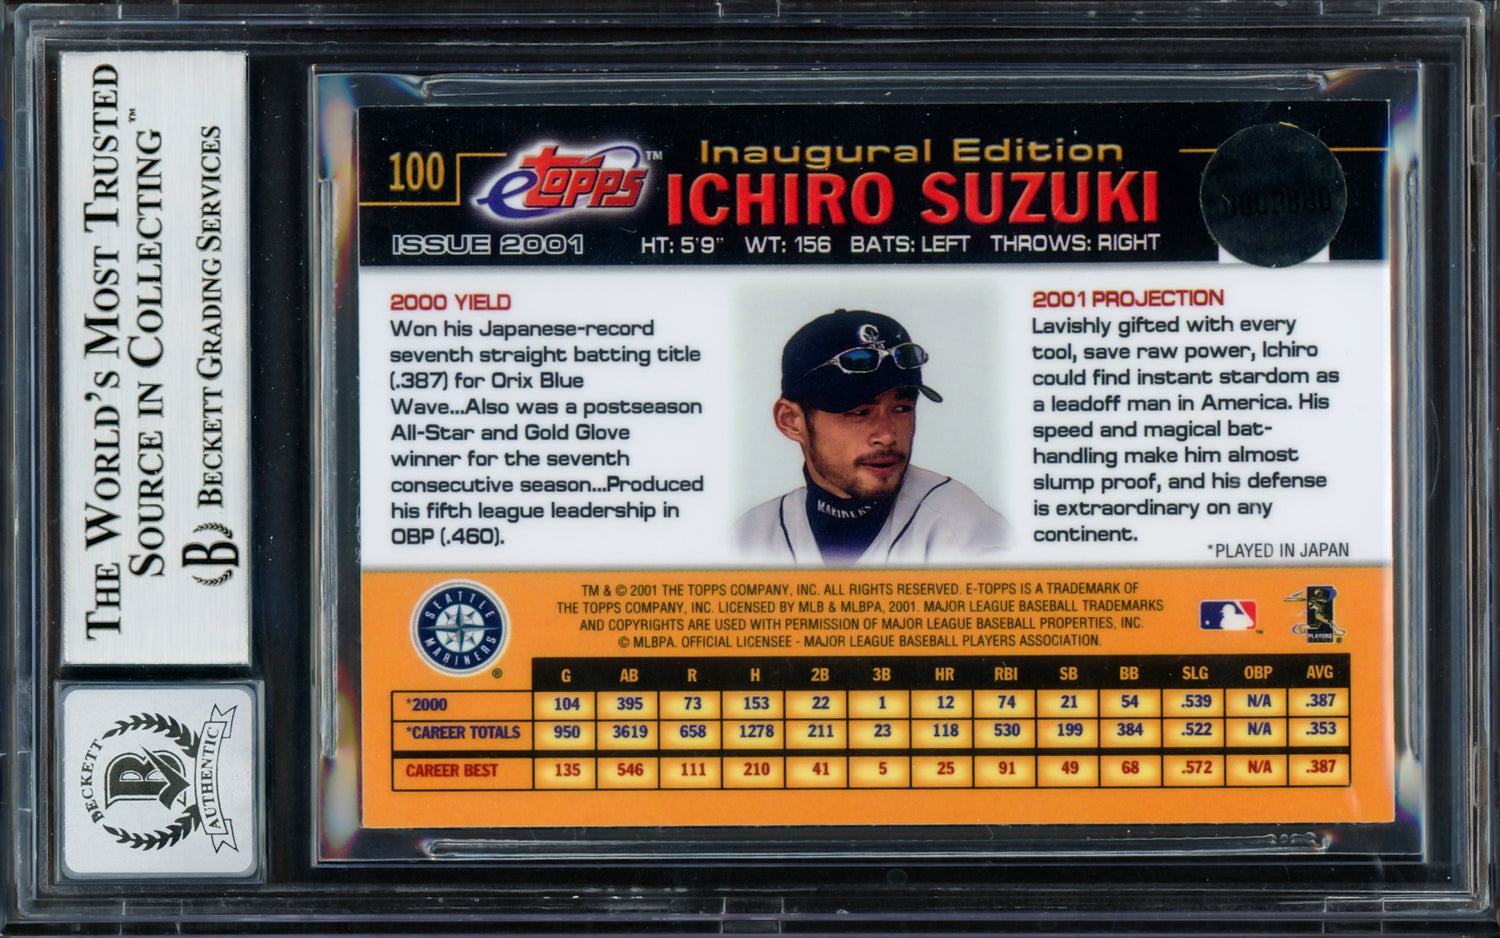 THE WORLD'S MOST TRUSTED
SOURCE IN COLLECTING™
BECKETT GRADING SERVICES
B
BECKETT
B
AUTHENTIC
100
etopps™
Inaugural Edition
ICHIRO SUZUKI
ISSUE 2001
HT: 5'9" WT: 156 BATS: LEFT THROWS: RIGHT
2000 YIELD
Won his Japanese-record
seventh straight batting title
(.387) for Orix Blue
Wave...Also was a postseason
All-Star and Gold Glove
winner for the seventh
consecutive season...Produced
his fifth league leadership in
OBP (.460).
S
MARINERS
2001 PROJECTION
Lavishly gifted with every
tool, save raw power, Ichiro
could find instant stardom as
a leadoff man in America. His
speed and magical bat-
handling make him almost
slump proof, and his defense
is extraordinary on any
continent.
*PLAYED IN JAPAN
SEATTLE
MARINERS
®
TM & © 2001 THE TOPPS COMPANY, INC. ALL RIGHTS RESERVED. E-TOPPS IS A TRADEMARK OF
THE TOPPS COMPANY, INC. LICENSED BY MLB & MLBPA, 2001. MAJOR LEAGUE BASEBALL TRADEMARKS
AND COPYRIGHTS ARE USED WITH PERMISSION OF MAJOR LEAGUE BASEBALL PROPERTIES, INC.
© MLBPA. OFFICIAL LICENSEE - MAJOR LEAGUE BASEBALL PLAYERS ASSOCIATION.
™
PLAYERS
®
G AB R H 2B 3B HR RBI SB BB SLG OBP AVG
*2000 104 395 73 153 22 1 12 74 21 54 .539 N/A .387
*CAREER TOTALS 950 3619 658 1278 211 23 118 530 199 384 .522 N/A .353
CAREER BEST 135 546 111 210 41 5 25 91 49 68 .572 N/A .387